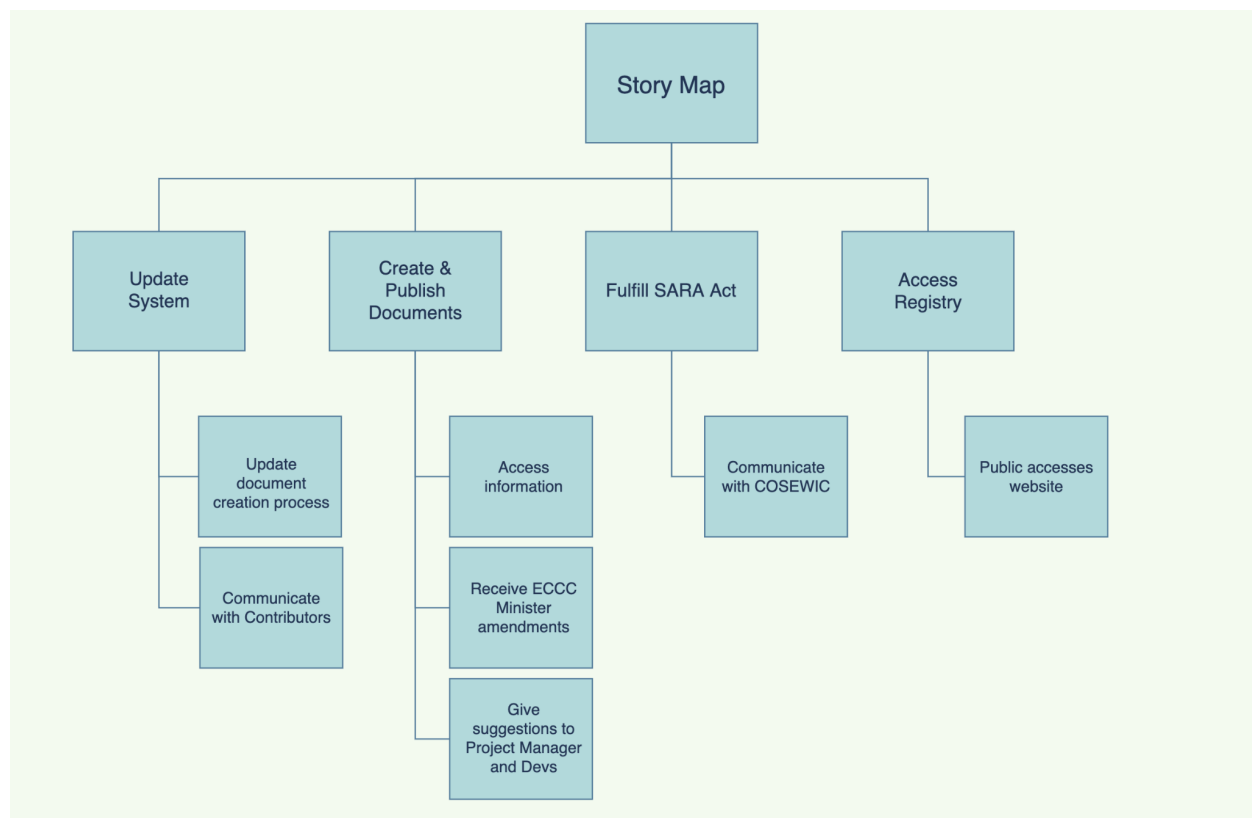 Story Map
Update
System
Create &
Publish
Documents
Fulfill SARA Act
Access
Registry
Update
document
creation process
Communicate
with Contributors
Access
information
Receive ECCC
Minister
amendments
Give
suggestions to
Project Manager
and Devs
Communicate
with COSEWIC
Public accesses
website